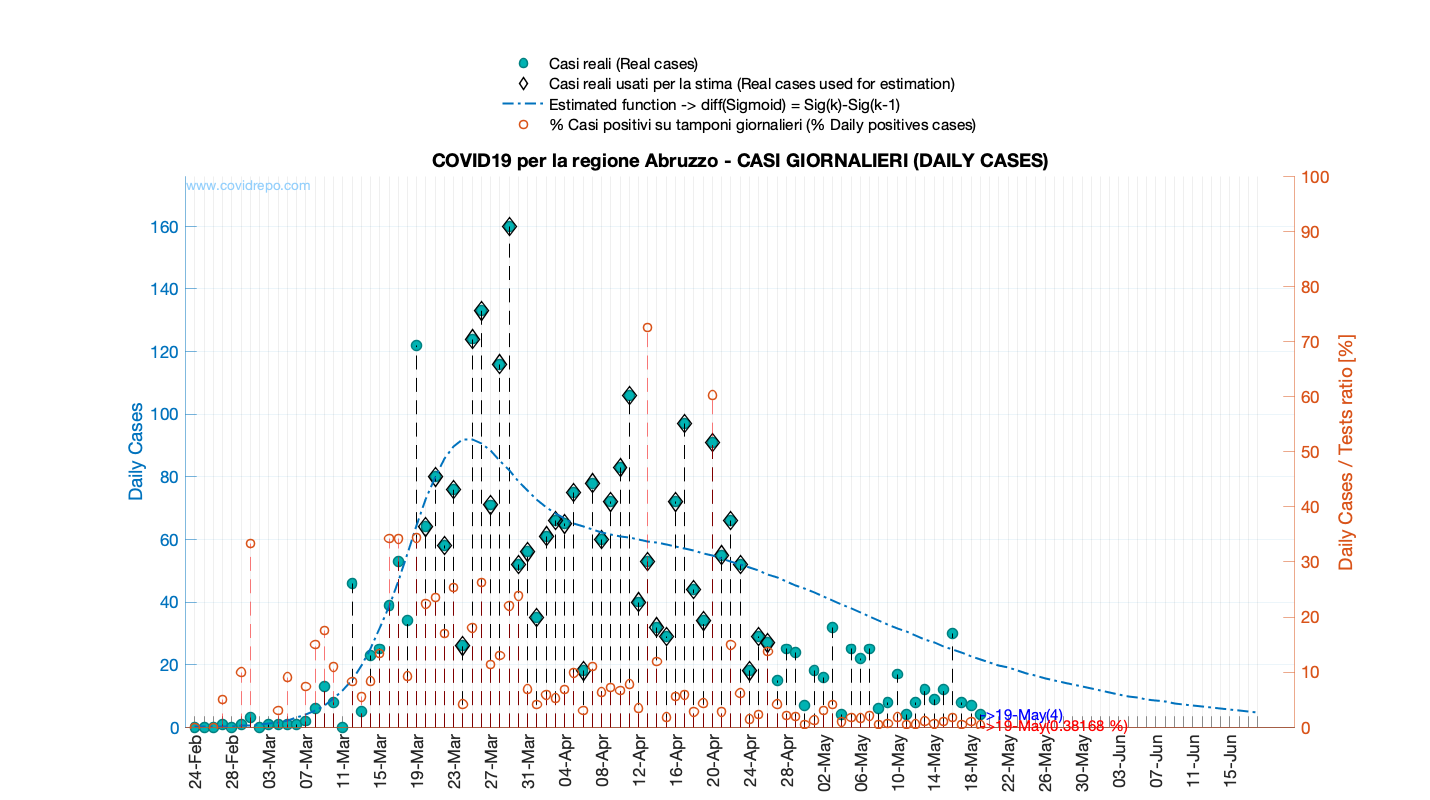 Casi reali (Real cases)
Casi reali usati per la stima (Real cases used for estimation)
Estimated function -> diff(Sigmoid) = Sig(k)-Sig(k-1)
% Casi positivi su tamponi giornalieri (% Daily positives cases)
COVID19 per la regione Abruzzo - CASI GIORNALIERI (DAILY CASES)
www.covidrepo.com
Daily Cases
160
140
120
100
80
60
40
20
0
100
90
80
70
60
50
40
30
20
10
0
Daily Cases / Tests ratio [%]
->19-May(4)
->19-May(0.38168 %)
24-Feb
28-Feb
03-Mar
07-Mar
11-Mar
15-Mar
19-Mar
23-Mar
27-Mar
31-Mar
04-Apr
08-Apr
12-Apr
16-Apr
20-Apr
24-Apr
28-Apr
02-May
06-May
10-May
14-May
18-May
22-May
26-May
30-May
03-Jun
07-Jun
11-Jun
15-Jun